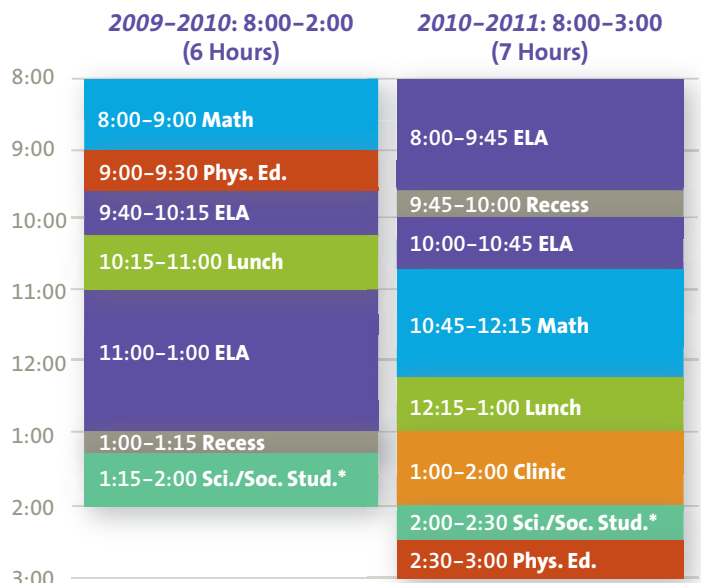 2009–2010: 8:00–2:00
(6 Hours)
2010–2011: 8:00–3:00
(7 Hours)
8:00
9:00
10:00
11:00
12:00
1:00
2:00
3:00
8:00–9:00 Math
9:00–9:30 Phys. Ed.
9:40–10:15 ELA
10:15–11:00 Lunch
11:00–1:00 ELA
1:00–1:15 Recess
1:15–2:00 Sci./Soc. Stud.*
8:00–9:45 ELA
9:45–10:00 Recess
10:00–10:45 ELA
10:45–12:15 Math
12:15–1:00 Lunch
1:00–2:00 Clinic
2:00–2:30 Sci./Soc. Stud.*
2:30–3:00 Phys. Ed.